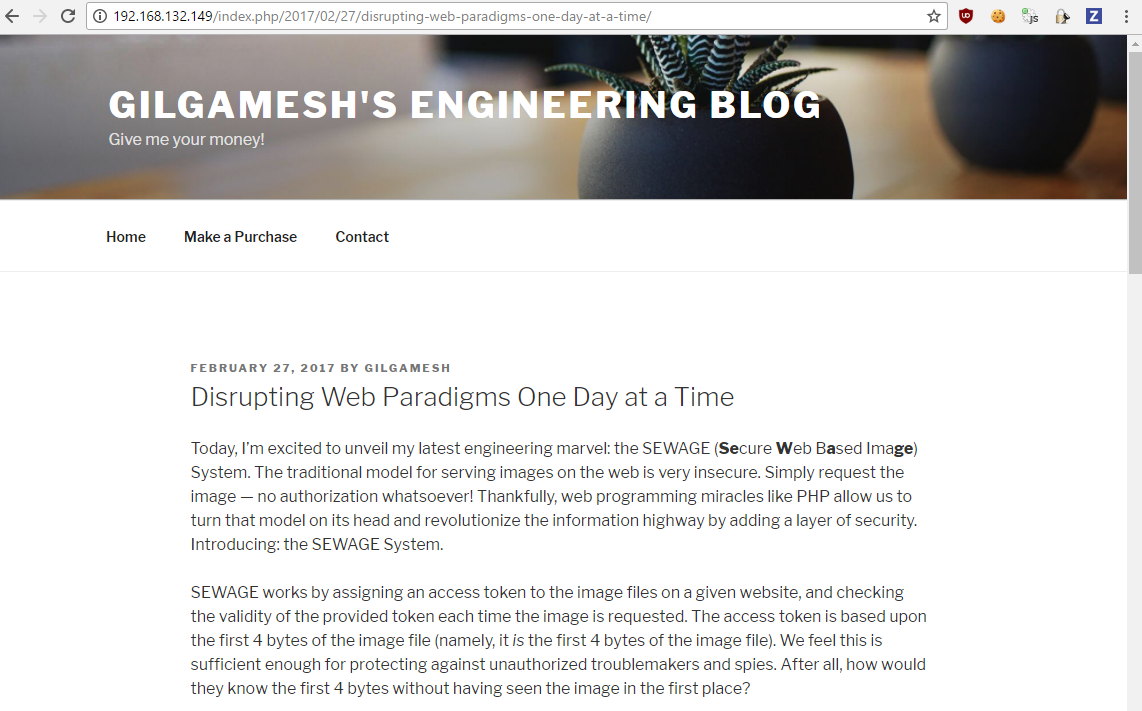 192.168.132.149/index.php/2017/02/27/disrupting-web-paradigms-one-day-at-a-time/
GILGAMESH'S ENGINEERING BLOG
Give me your money!
Home Make a Purchase Contact
FEBRUARY 27, 2017 BY GILGAMESH
Disrupting Web Paradigms One Day at a Time
Today, I'm excited to unveil my latest engineering marvel: the SEWAGE (Secure Web Based Image)
System. The traditional model for serving images on the web is very insecure. Simply request the
image — no authorization whatsoever! Thankfully, web programming miracles like PHP allow us to
turn that model on its head and revolutionize the information highway by adding a layer of security.
Introducing: the SEWAGE System.
SEWAGE works by assigning an access token to the image files on a given website, and checking
the validity of the provided token each time the image is requested. The access token is based upon
the first 4 bytes of the image file (namely, it is the first 4 bytes of the image file). We feel this is
sufficient enough for protecting against unauthorized troublemakers and spies. After all, how would
they know the first 4 bytes without having seen the image in the first place?